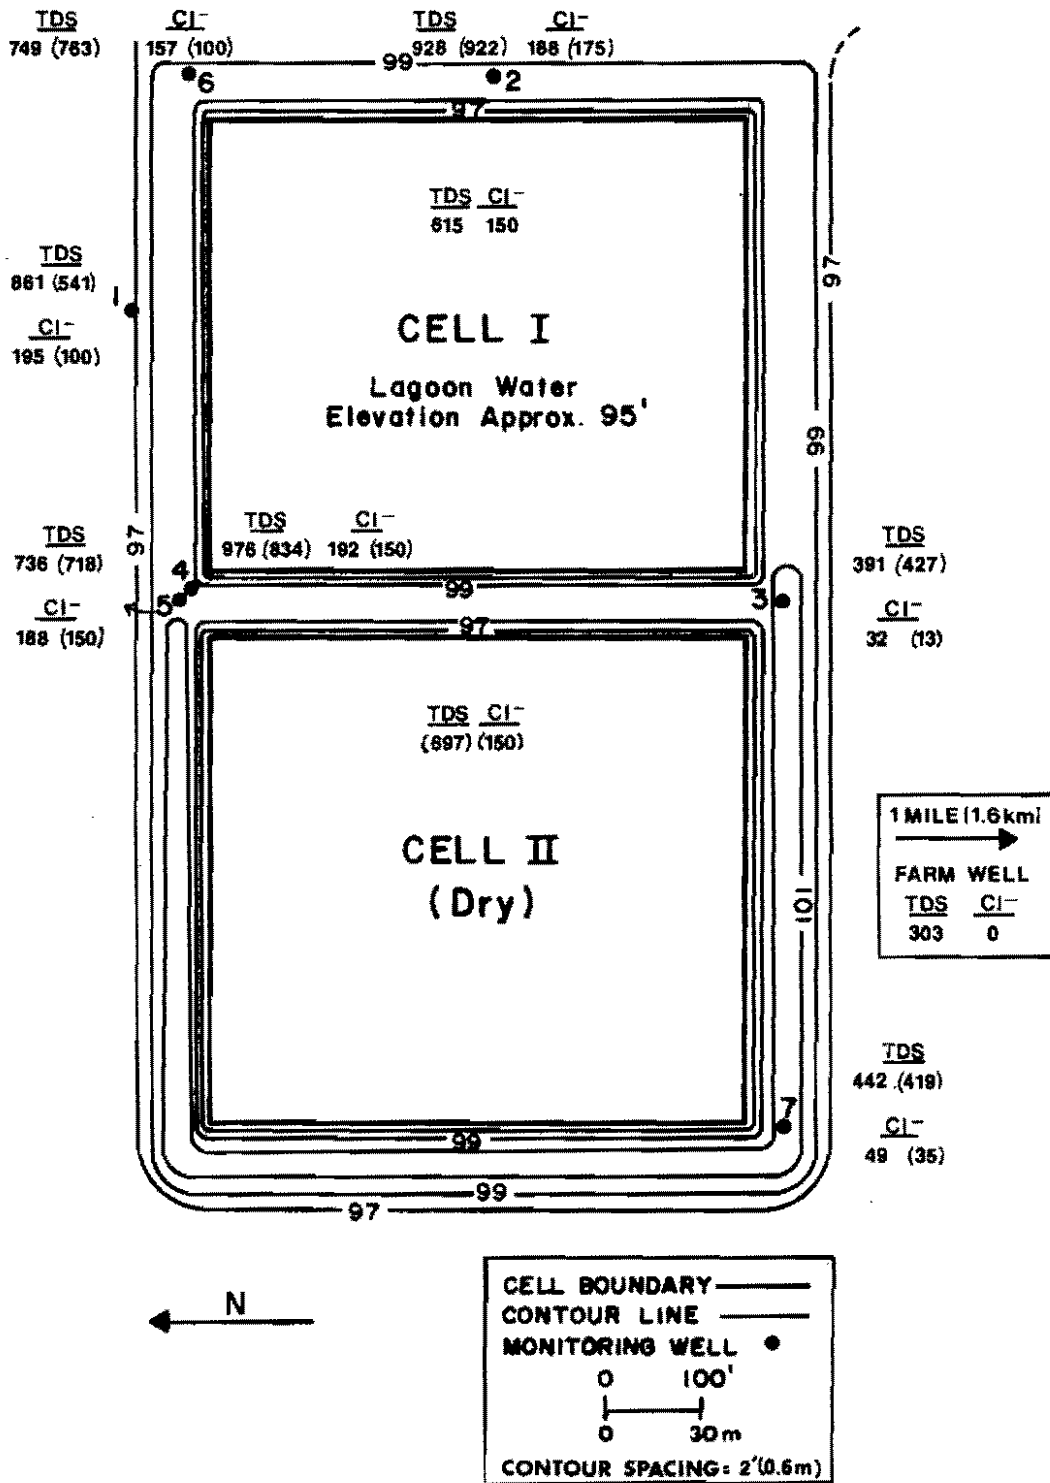 TDS Cl⁻ TDS Cl⁻
749 (763) 157 (100) 928 (922) 188 (175)
99
6 2
97
TDS Cl⁻
615 150
97
TDS
861 (541)
1
Cl⁻
195 (100)
CELL I
Lagoon Water
Elevation Approx. 95'
99
97
TDS Cl⁻
976 (834) 192 (150)
TDS
736 (718)
4
5
Cl⁻
168 (150)
99
TDS
391 (427)
3
Cl⁻
32 (13)
97
TDS Cl⁻
(697) (150)
CELL II
(Dry)
101
1 MILE (1.6km)
FARM WELL
TDS Cl⁻
303 0
TDS
442 (419)
7
Cl⁻
49 (35)
99
99
97
N
CELL BOUNDARY
CONTOUR LINE
MONITORING WELL
0 100'
0 30m
CONTOUR SPACING: 2'(0.6m)